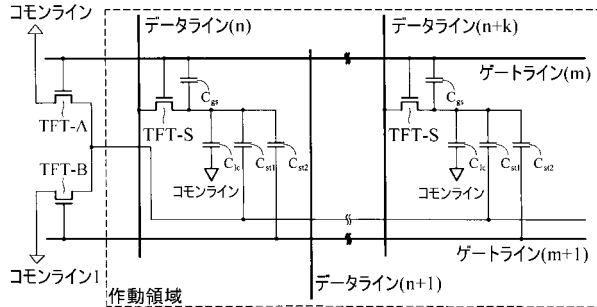 コモンライン
データライン(n)
データライン(n+k)
ゲートライン(m)
TFT-A
Cgs
TFT-S
Cgs
TFT-S
TFT-B
Clc
Cst1
Cst2
コモンライン
Clc
Cst1
Cst2
コモンライン
コモンライン1
ゲートライン(m+1)
作動領域
データライン(n+1)